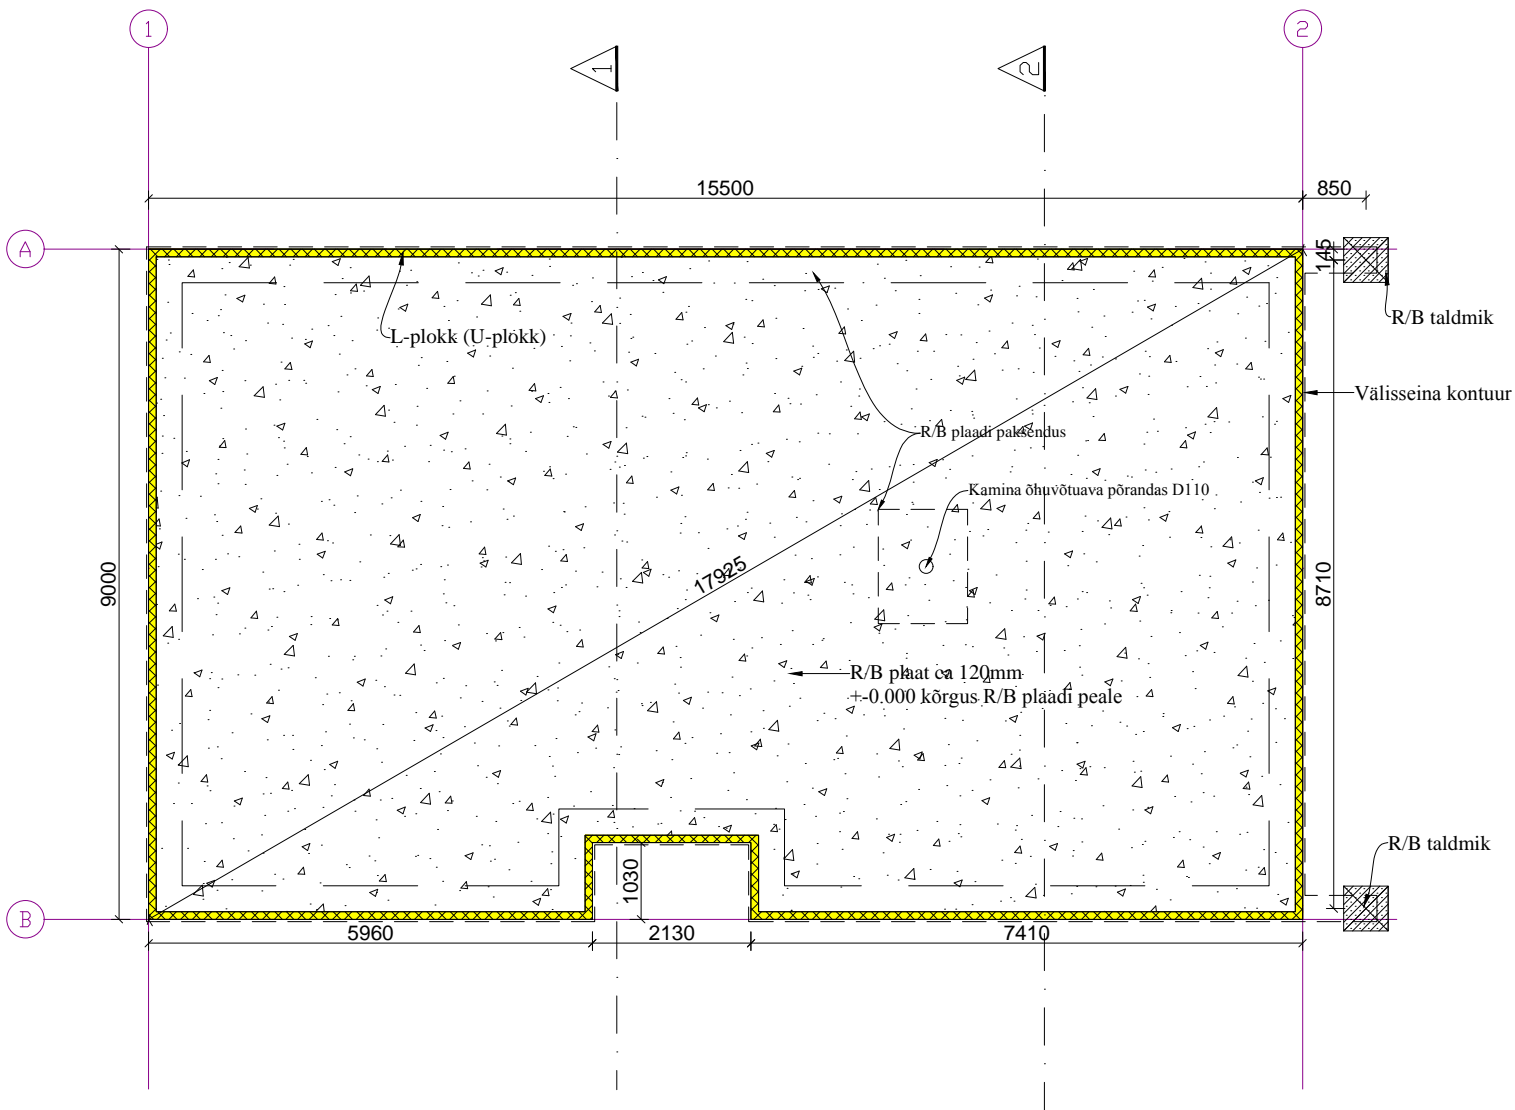 1
2
1
2
15500
850
A
145
R/B taldmik
L-plokk (U-plokk)
Välisseina kontuur
R/B plaadi paksendus
Kamina õhuvõtuava põrandas D110
17925
9000
8710
R/B plaat ca 120mm
+-0.000 kõrgus R/B plaadi peale
R/B taldmik
1030
B
5960
2130
7410